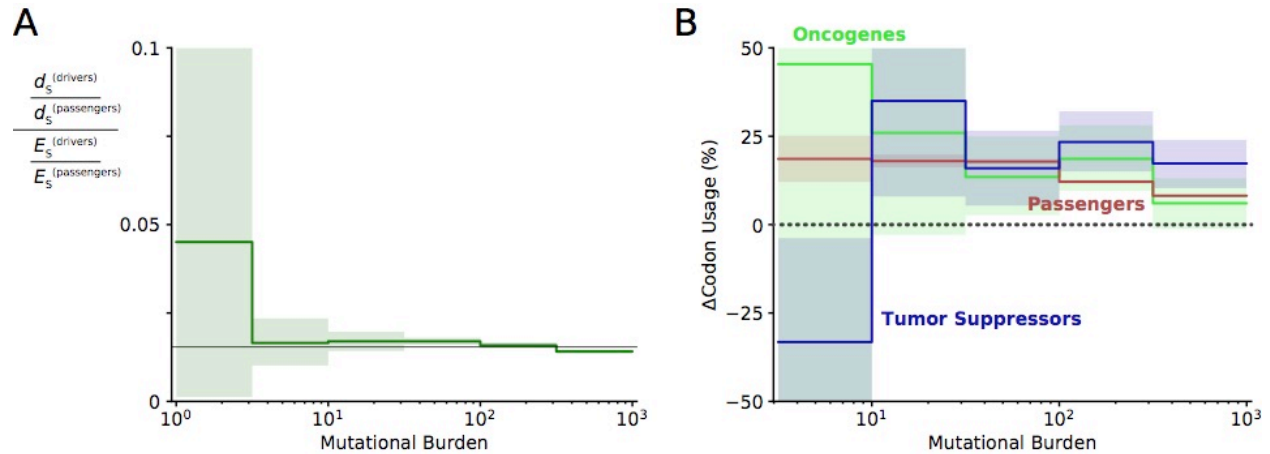 A
d_S^(drivers)
d_S^(passengers)
E_S^(drivers)
E_S^(passengers)
0.1
0.05
0
10^0
10^1
10^2
10^3
Mutational Burden
B
Oncogenes
50
25
0
−25
−50
ΔCodon Usage (%)
Passengers
Tumor Suppressors
10^1
10^2
10^3
Mutational Burden